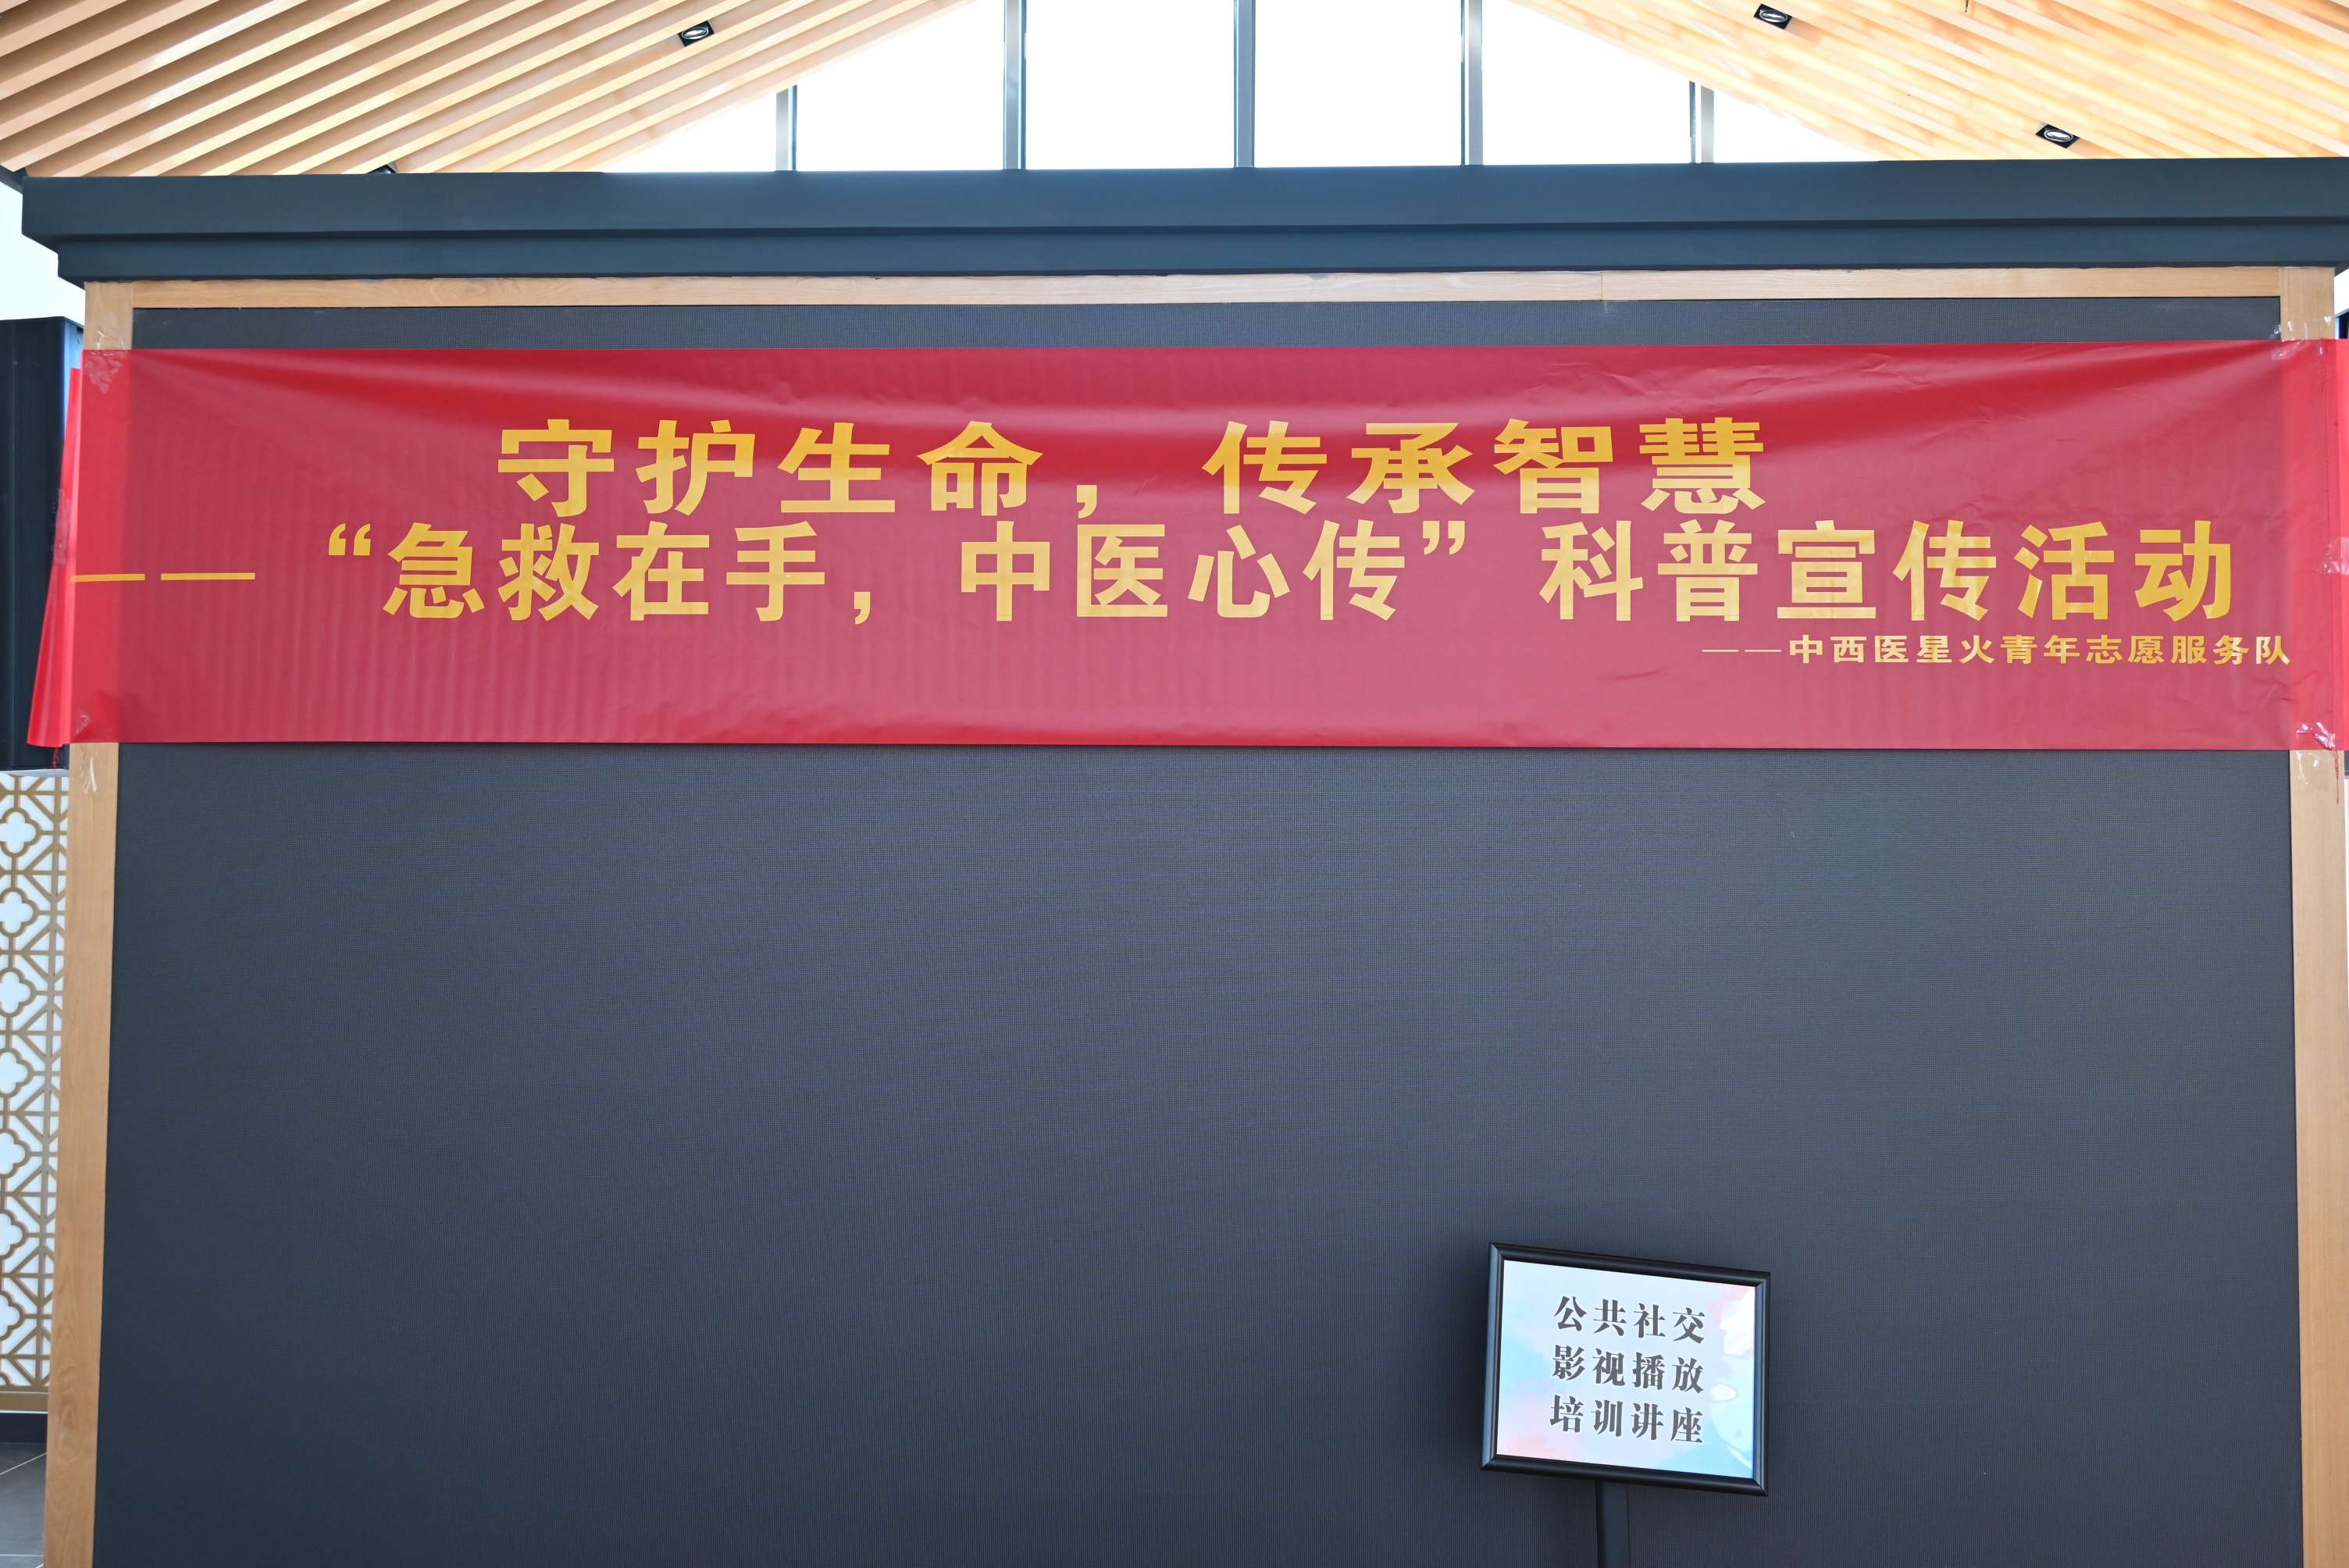 守护生命，传承智慧
——“急救在手，中医心传”科普宣传活动
——中西医星火青年志愿服务队
公共社交
影视播放
培训讲座